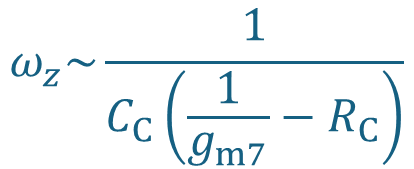 ω_z ~ 1 / (C_C (1/g_m7 − R_C))